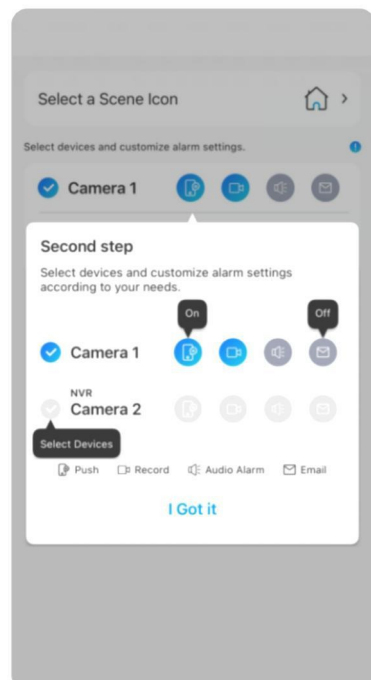 Select a Scene Icon
Select devices and customize alarm settings.
Camera 1
Second step
Select devices and customize alarm settings
according to your needs.
On Off
Camera 1
NVR
Camera 2
Select Devices
Push Record Audio Alarm Email
I Got it